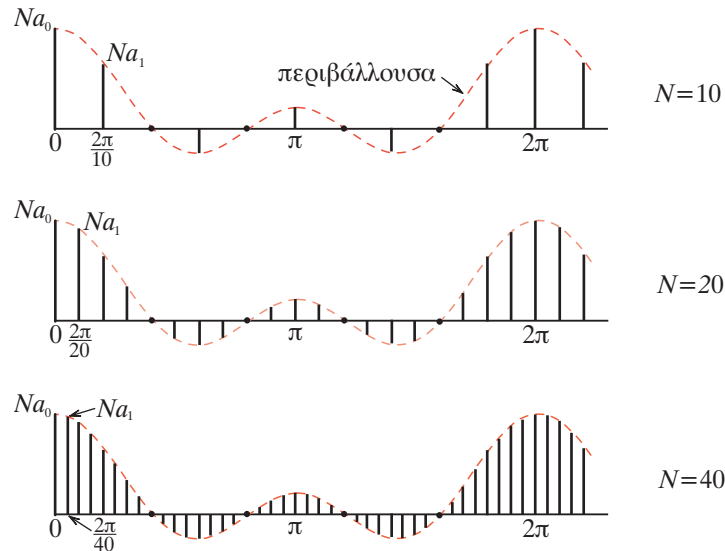 Na₀
Na₁
περιβάλλουσα
N=10
0
2π/10
π
2π
Na₀
Na₁
N=20
0
2π/20
π
2π
Na₀
Na₁
N=40
0
2π/40
π
2π